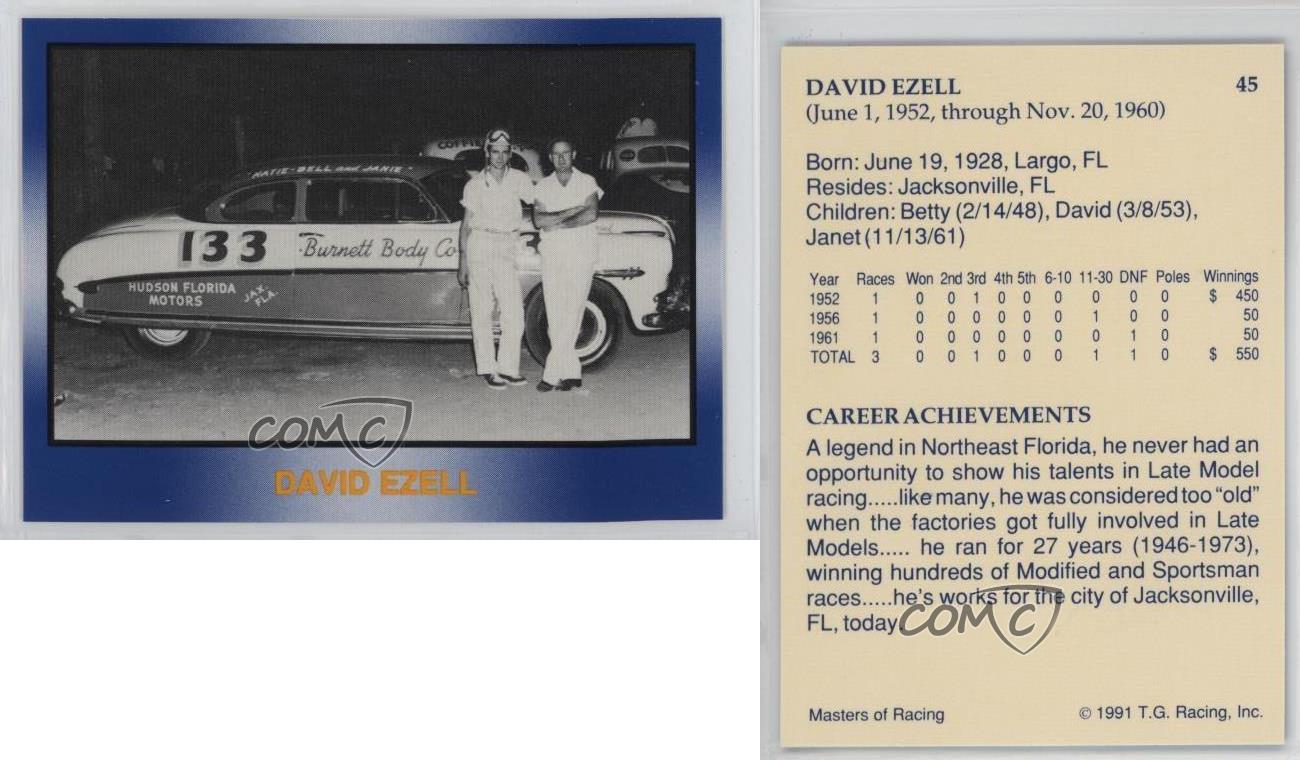 COFFIE
"MATIE-BELL AND JANIE"
133
Burnett Body Co
HUDSON FLORIDA
MOTORS
JAX.
FLA.
COMC
DAVID EZELL
DAVID EZELL 45
(June 1, 1952, through Nov. 20, 1960)
Born: June 19, 1928, Largo, FL
Resides: Jacksonville, FL
Children: Betty (2/14/48), David (3/8/53),
Janet (11/13/61)
Year Races Won 2nd 3rd 4th 5th 6-10 11-30 DNF Poles Winnings
1952 1 0 0 1 0 0 0 0 0 0 $ 450
1956 1 0 0 0 0 0 0 1 0 0 50
1961 1 0 0 0 0 0 0 0 1 0 50
TOTAL 3 0 0 1 0 0 0 1 1 0 $ 550
CAREER ACHIEVEMENTS
A legend in Northeast Florida, he never had an
opportunity to show his talents in Late Model
racing.....like many, he was considered too "old"
when the factories got fully involved in Late
Models..... he ran for 27 years (1946-1973),
winning hundreds of Modified and Sportsman
races.....he's works for the city of Jacksonville,
FL, today.
COMC
Masters of Racing © 1991 T.G. Racing, Inc.